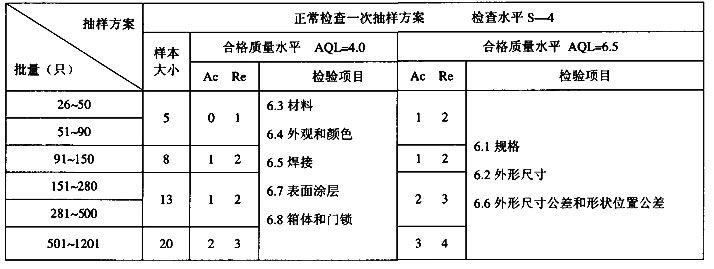 抽样方案 正常检查一次抽样方案 检查水平 S—4
批量(只) 样本大小 合格质量水平 AQL=4.0 合格质量水平 AQL=6.5
Ac Re 检验项目 Ac Re 检验项目
26~50 5 0 1 6.3 材料 1 2 6.1 规格
51~90 6.4 外观和颜色 6.2 外形尺寸
91~150 8 1 2 6.5 焊接 1 2 6.6 外形尺寸公差和形状位置公差
151~280 13 1 2 6.7 表面涂层 2 3
281~500 6.8 箱体和门锁
501~1201 20 2 3 3 4